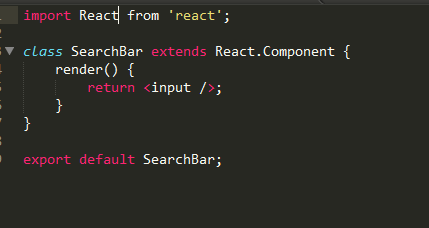 import React from 'react';
class SearchBar extends React.Component {
render() {
return <input />;
}
}
export default SearchBar;